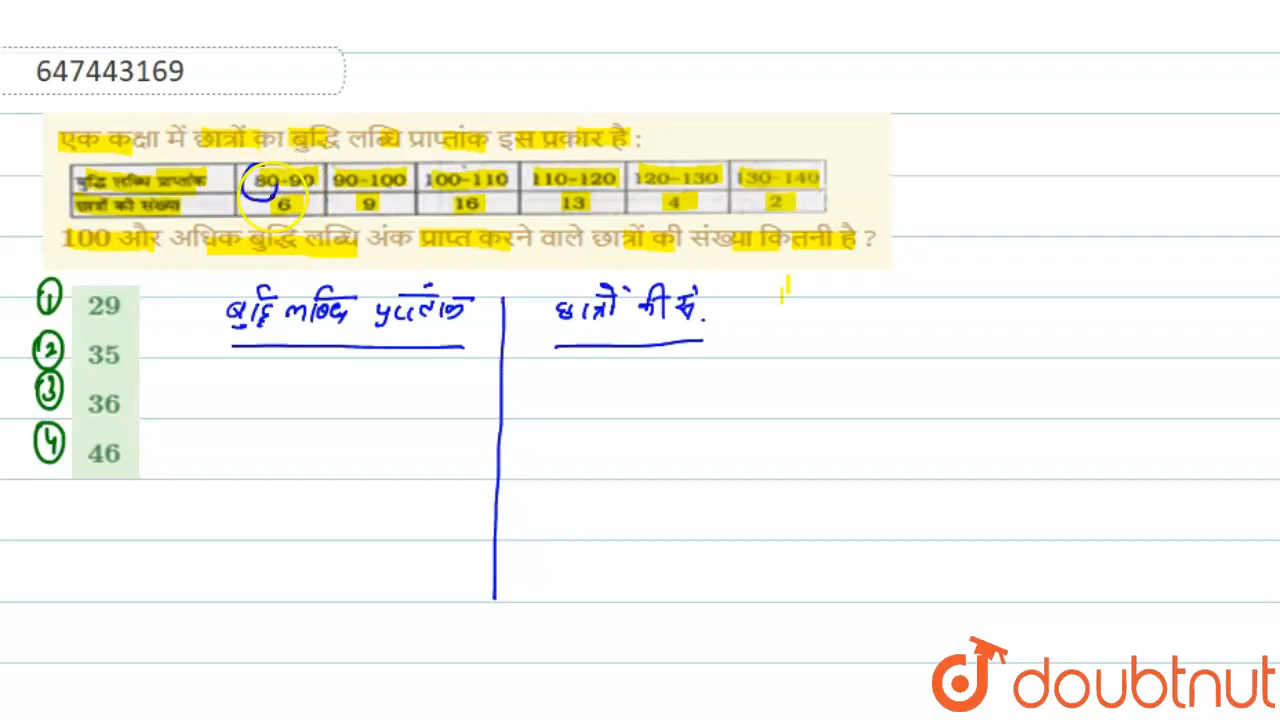 647443169
एक कक्षा में छात्रों का बुद्धि लब्धि प्राप्तांक इस प्रकार है :
बुद्धि लब्धि प्राप्तांक 80-90 90-100 100-110 110-120 120-130 130-140
छात्रों की संख्या 6 9 16 13 4 2
100 और अधिक बुद्धि लब्धि अंक प्राप्त करने वाले छात्रों की संख्या कितनी है ?
बुद्धि लब्धि छात्रों की सं.
1 29
2 35
3 36
4 46
doubtnut